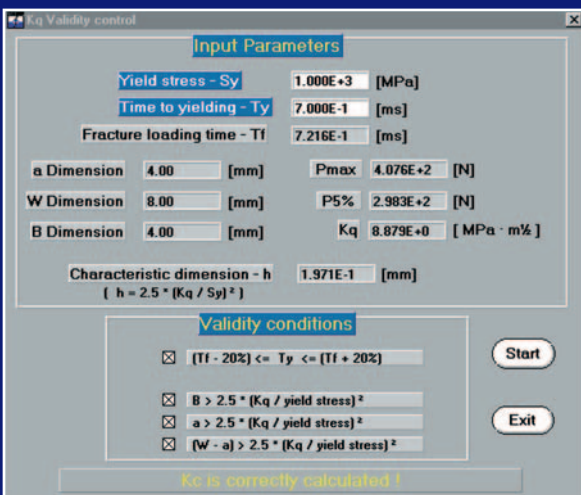 Kq Validity control
Input Parameters
Yield stress - Sy 1.000E+3 [MPa]
Time to yielding - Ty 7.000E-1 [ms]
Fracture loading time - Tf 7.216E-1 [ms]
a Dimension 4.00 [mm] Pmax 4.076E+2 [N]
W Dimension 8.00 [mm] P5% 2.983E+2 [N]
B Dimension 4.00 [mm] Kq 8.879E+0 [ MPa · m½ ]
Characteristic dimension - h 1.971E-1 [mm]
( h = 2.5 * (Kq / Sy) ² )
Validity conditions
(Tf - 20%) <= Ty <= (Tf + 20%)
Start
B > 2.5 * (Kq / yield stress) ²
a > 2.5 * (Kq / yield stress) ²
Exit
(W - a) > 2.5 * (Kq / yield stress) ²
Kc is correctly calculated !